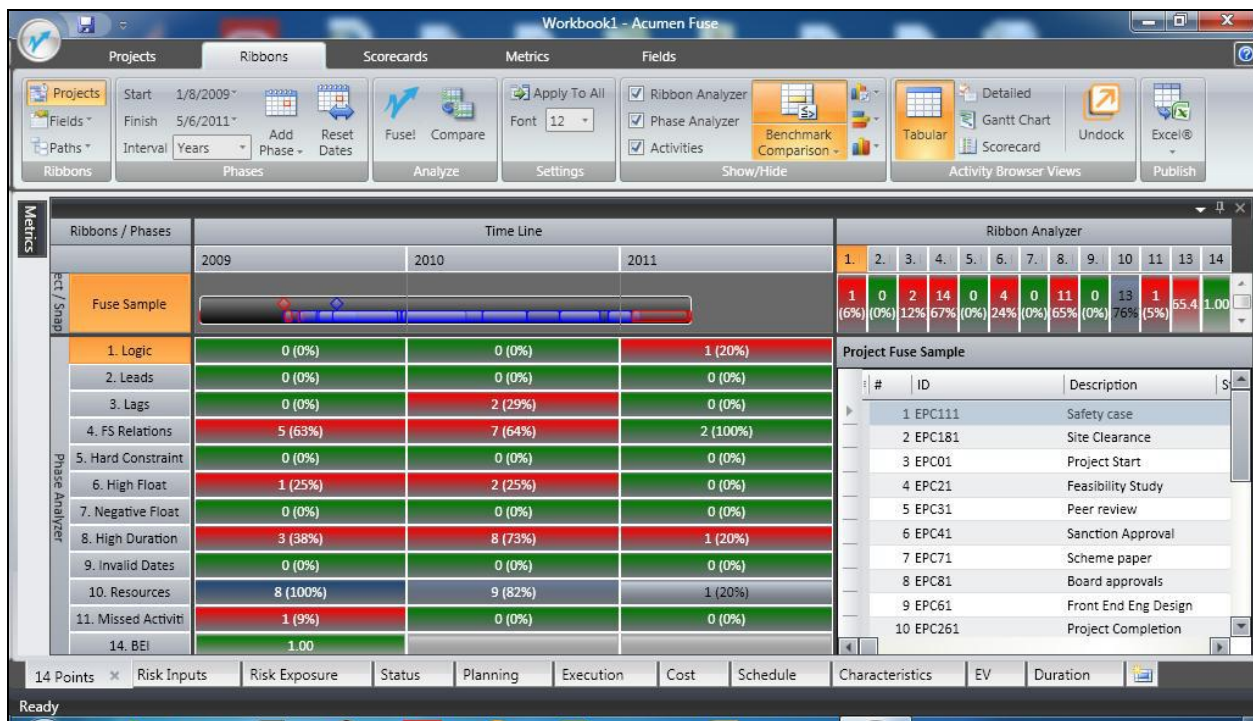 Workbook1 - Acumen Fuse
Projects Ribbons Scorecards Metrics Fields
Projects Start 1/8/2009 Apply To All Ribbon Analyzer Detailed
Fields Finish 5/6/2011 Add Reset Fuse! Compare Font 12 Phase Analyzer Benchmark Tabular Gantt Chart Undock Excel®
Paths Interval Years Phase Dates Activities Comparison Scorecard
Ribbons Phases Analyze Settings Show/Hide Activity Browser Views Publish
Metrics
Ribbons / Phases Time Line Ribbon Analyzer
2009 2010 2011 1. 2. 3. 4. 5. 6. 7. 8. 9. 10 11 13 14
ect / Snap
Fuse Sample
1 0 2 14 0 4 0 11 0 13 1 65.4 1.00
(6%) (0%) 12% 67% (0%) 24% (0%) 65% (0%) 76% (5%)
Phase Analyzer
1. Logic 0 (0%) 0 (0%) 1 (20%)
2. Leads 0 (0%) 0 (0%) 0 (0%)
3. Lags 0 (0%) 2 (29%) 0 (0%)
4. FS Relations 5 (63%) 7 (64%) 2 (100%)
5. Hard Constraint 0 (0%) 0 (0%) 0 (0%)
6. High Float 1 (25%) 2 (25%) 0 (0%)
7. Negative Float 0 (0%) 0 (0%) 0 (0%)
8. High Duration 3 (38%) 8 (73%) 1 (20%)
9. Invalid Dates 0 (0%) 0 (0%) 0 (0%)
10. Resources 8 (100%) 9 (82%) 1 (20%)
11. Missed Activiti 1 (9%) 0 (0%) 0 (0%)
14. BEI 1.00
Project Fuse Sample
# ID Description
1 EPC111 Safety case
2 EPC181 Site Clearance
3 EPC01 Project Start
4 EPC21 Feasibility Study
5 EPC31 Peer review
6 EPC41 Sanction Approval
7 EPC71 Scheme paper
8 EPC81 Board approvals
9 EPC61 Front End Eng Design
10 EPC261 Project Completion
14 Points Risk Inputs Risk Exposure Status Planning Execution Cost Schedule Characteristics EV Duration
Ready